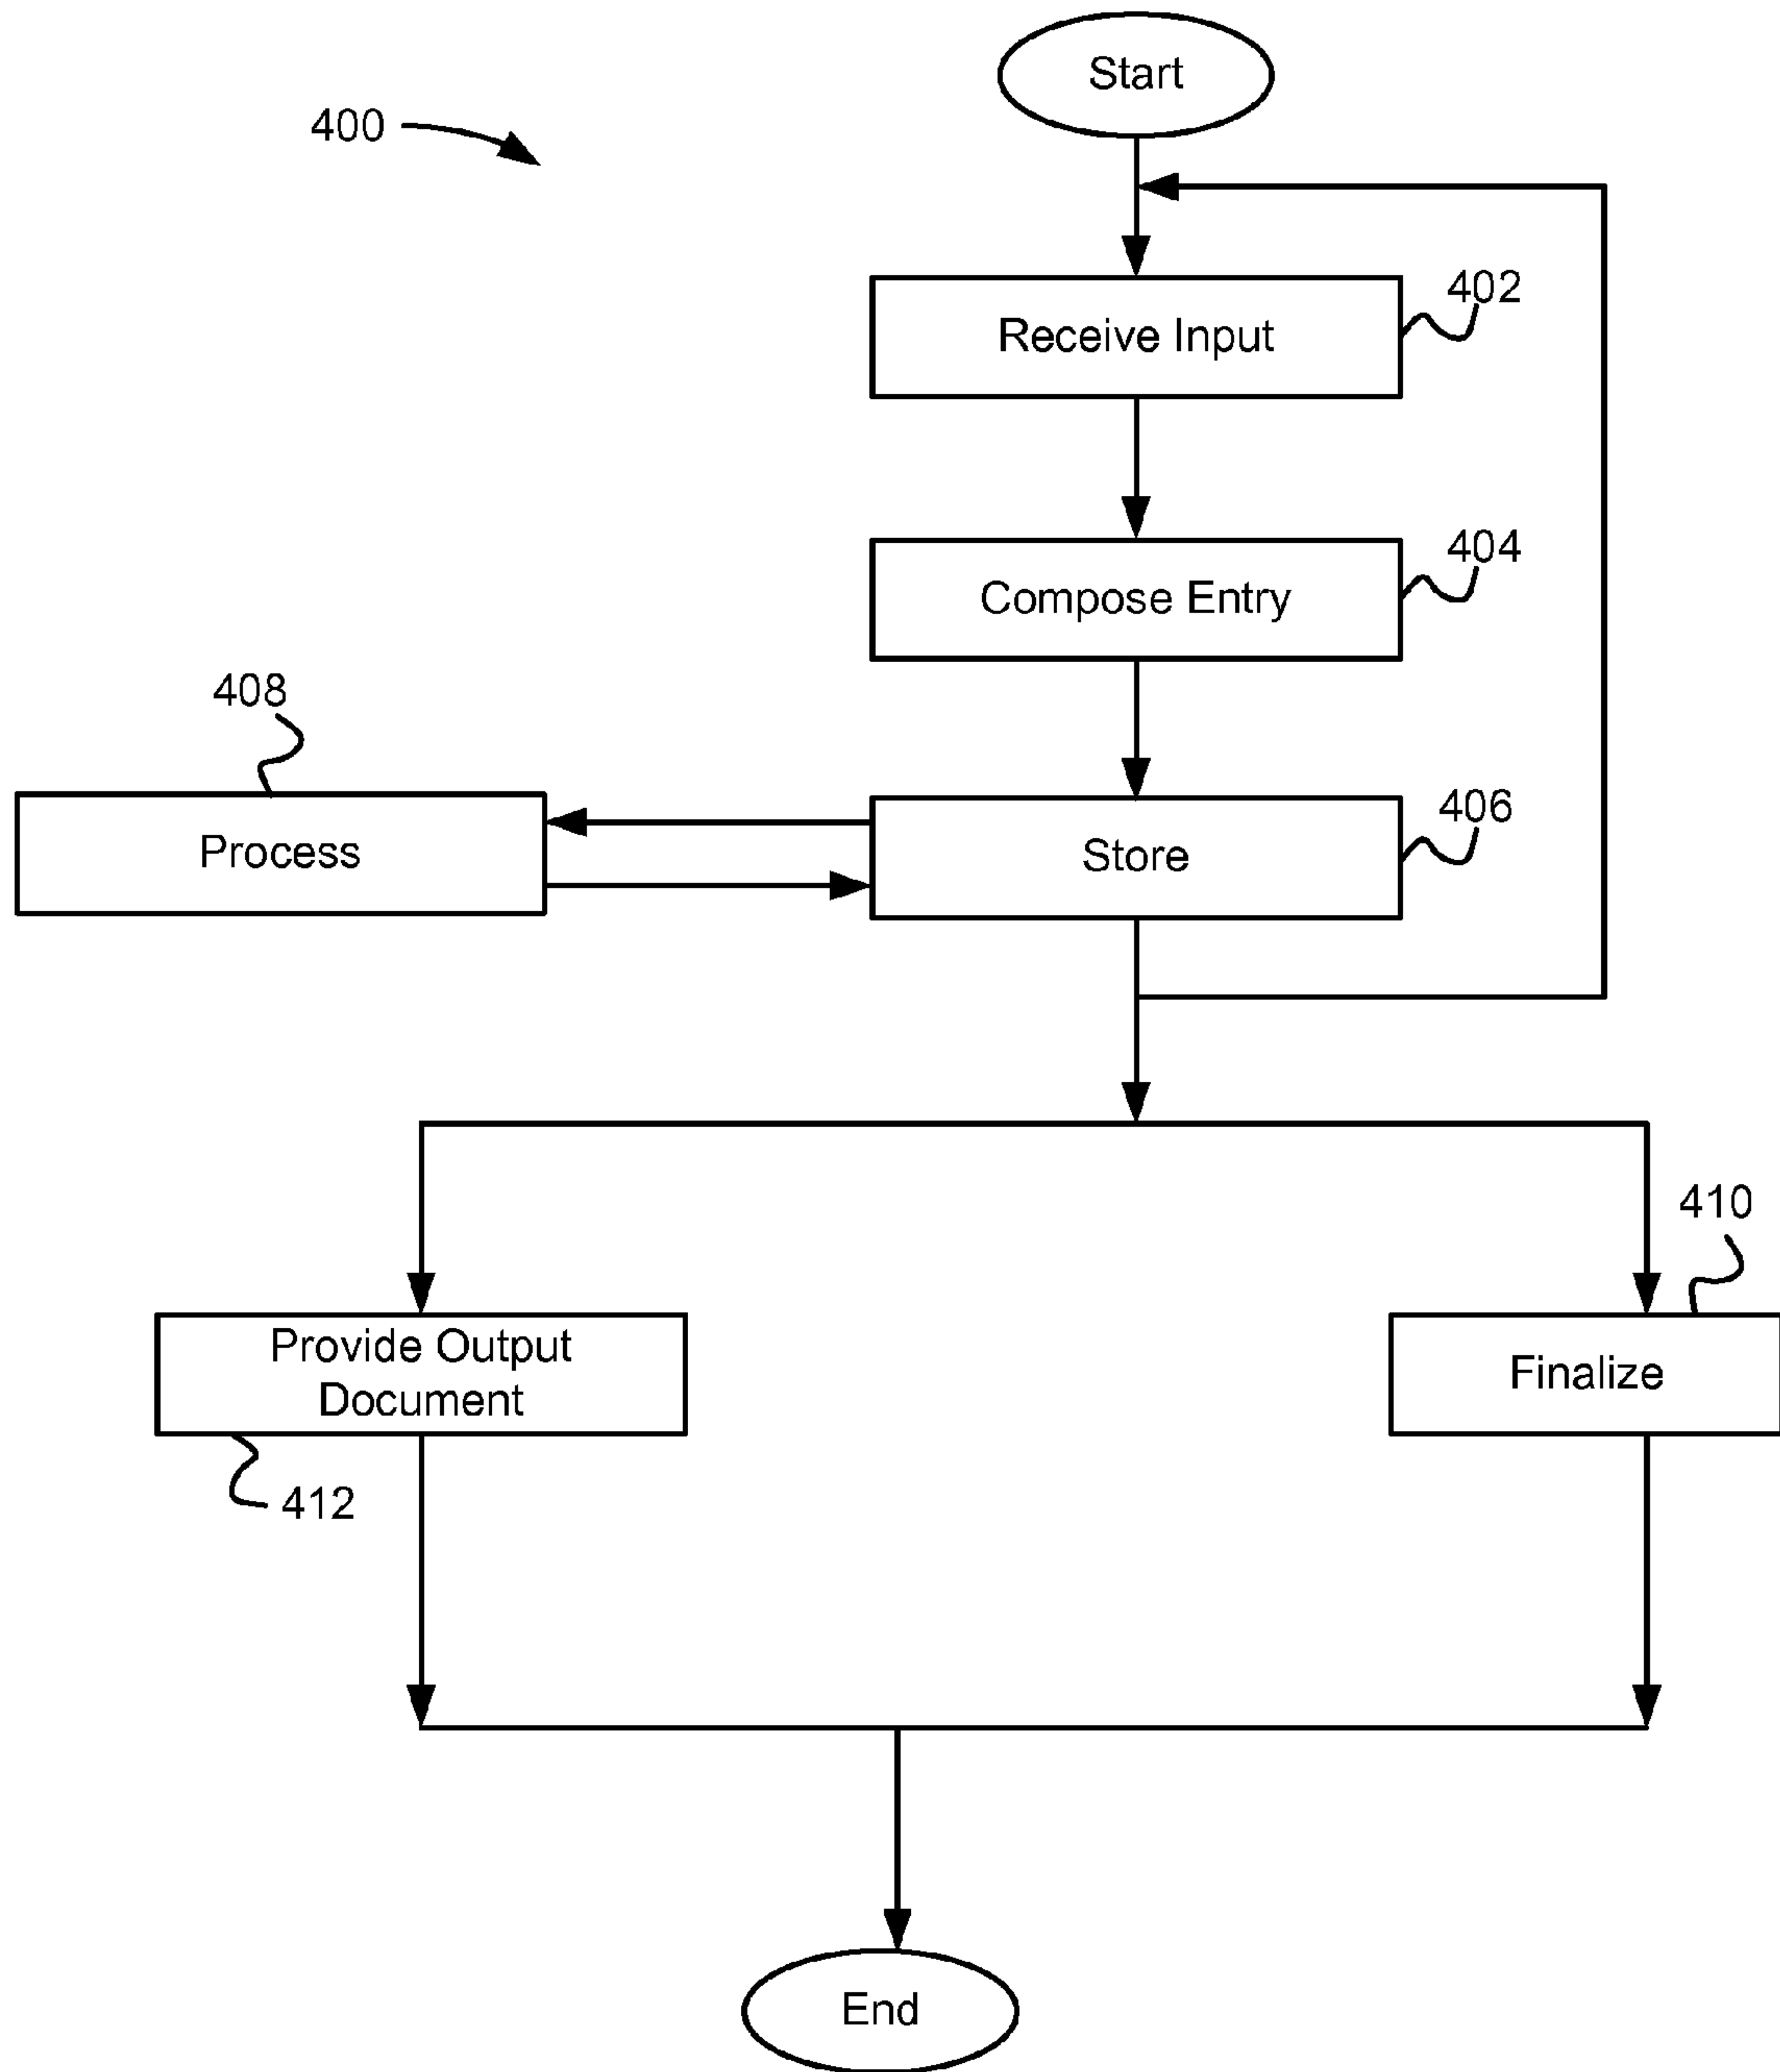 Start
400
402
Receive Input
404
Compose Entry
408
406
Process
Store
410
Provide Output
Document
Finalize
412
End